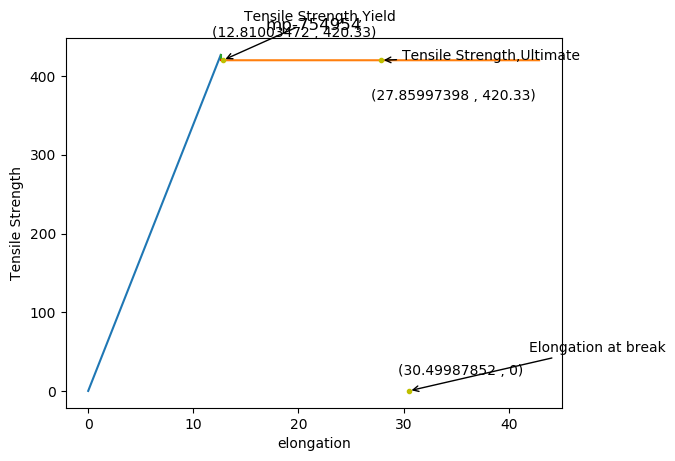 Tensile Strength,Yield
mp-754954
(12.81003472 , 420.33)
Tensile Strength,Ultimate
(27.85997398 , 420.33)
Elongation at break
(30.49987852 , 0)
Tensile Strength
400
300
200
100
0
0 10 20 30 40
elongation